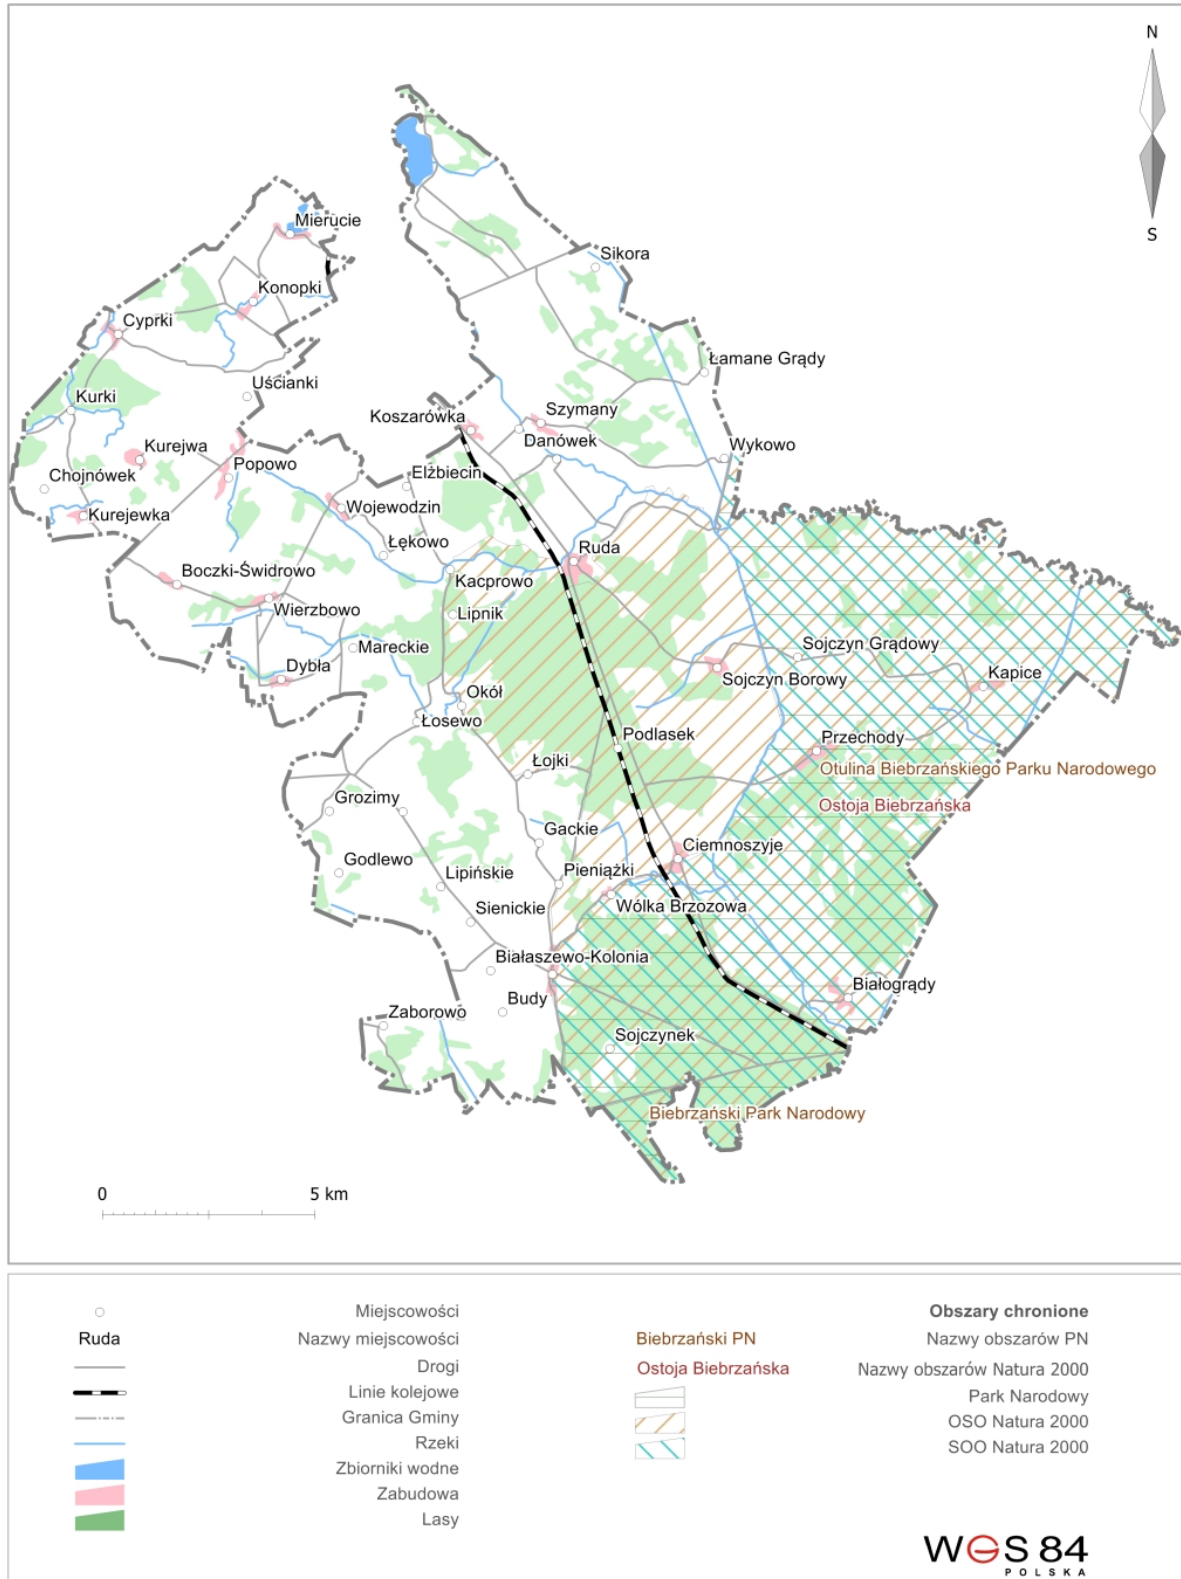 N
S
Mierucie
Sikora
Konopki
Cyprki
Łamane Grądy
Uścianki
Kurki
Koszarówka
Szymany
Danówek
Wykowo
Kurejwa
Popowo
Elżbiecin
Chojnówek
Wojewodzin
Kurejewka
Łękowo
Ruda
Boczki-Świdrowo
Kacprowo
Wierzbowo
Lipnik
Mareckie
Sojczyn Grądowy
Dybła
Sojczyn Borowy
Kapice
Okół
Łosewo
Podlasek
Przechody
Łojki
Otulina Biebrzańskiego Parku Narodowego
Grozimy
Ostoja Biebrzańska
Gackie
Ciemnoszyje
Godlewo
Lipińskie
Pieniążki
Sienickie
Wólka Brzozowa
Białaszewo-Kolonia
Białogrądy
Budy
Zaborowo
Sojczynek
Biebrzański Park Narodowy
0 5 km
Miejscowości
Ruda Nazwy miejscowości
Drogi
Linie kolejowe
Granica Gminy
Rzeki
Zbiorniki wodne
Zabudowa
Lasy
Obszary chronione
Biebrzański PN Nazwy obszarów PN
Ostoja Biebrzańska Nazwy obszarów Natura 2000
Park Narodowy
OSO Natura 2000
SOO Natura 2000
WGS 84
POLSKA